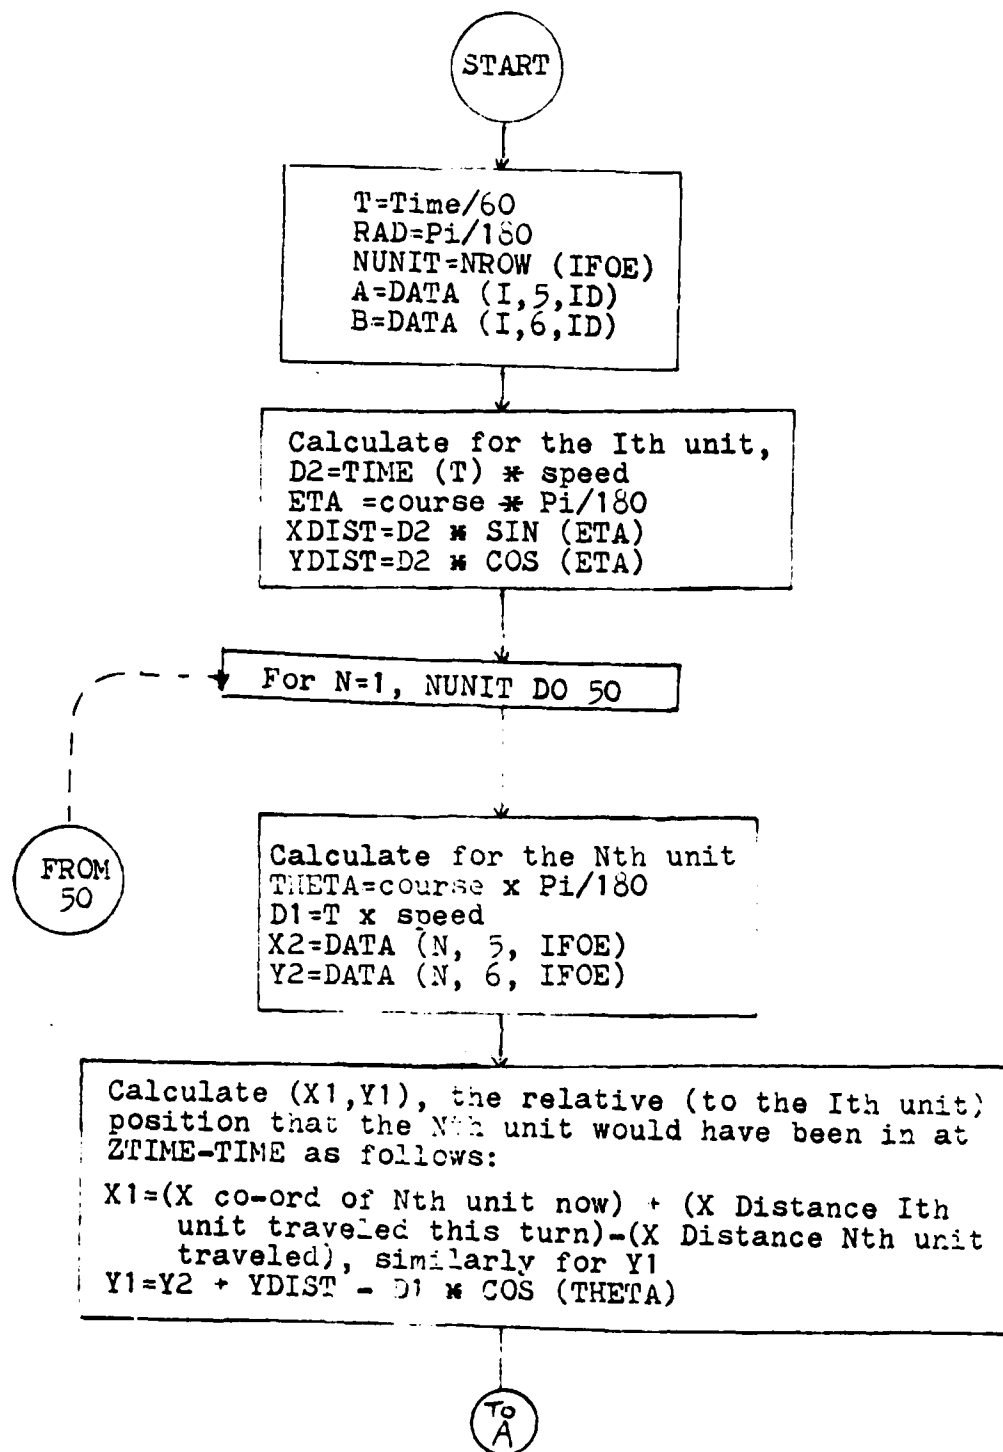 START
T=Time/60
RAD=Pi/180
NUNIT=NROW (IFOE)
A=DATA (I,5,ID)
B=DATA (I,6,ID)
Calculate for the Ith unit,
D2=TIME (T) * speed
ETA =course * Pi/180
XDIST=D2 * SIN (ETA)
YDIST=D2 * COS (ETA)
For N=1, NUNIT DO 50
FROM
50
Calculate for the Nth unit
THETA=course x Pi/180
D1=T x speed
X2=DATA (N, 5, IFOE)
Y2=DATA (N, 6, IFOE)
Calculate (X1,Y1), the relative (to the Ith unit)
position that the Nth unit would have been in at
ZTIME-TIME as follows:
X1=(X co-ord of Nth unit now) + (X Distance Ith
unit traveled this turn)-(X Distance Nth unit
traveled), similarly for Y1
Y1=Y2 + YDIST - D1 * COS (THETA)
TO
A